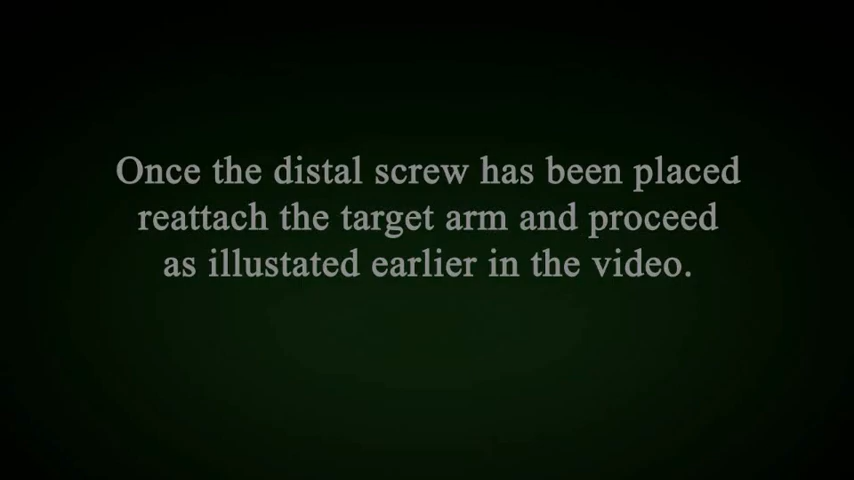 Once the distal screw has been placed
reattach the target arm and proceed
as illustated earlier in the video.